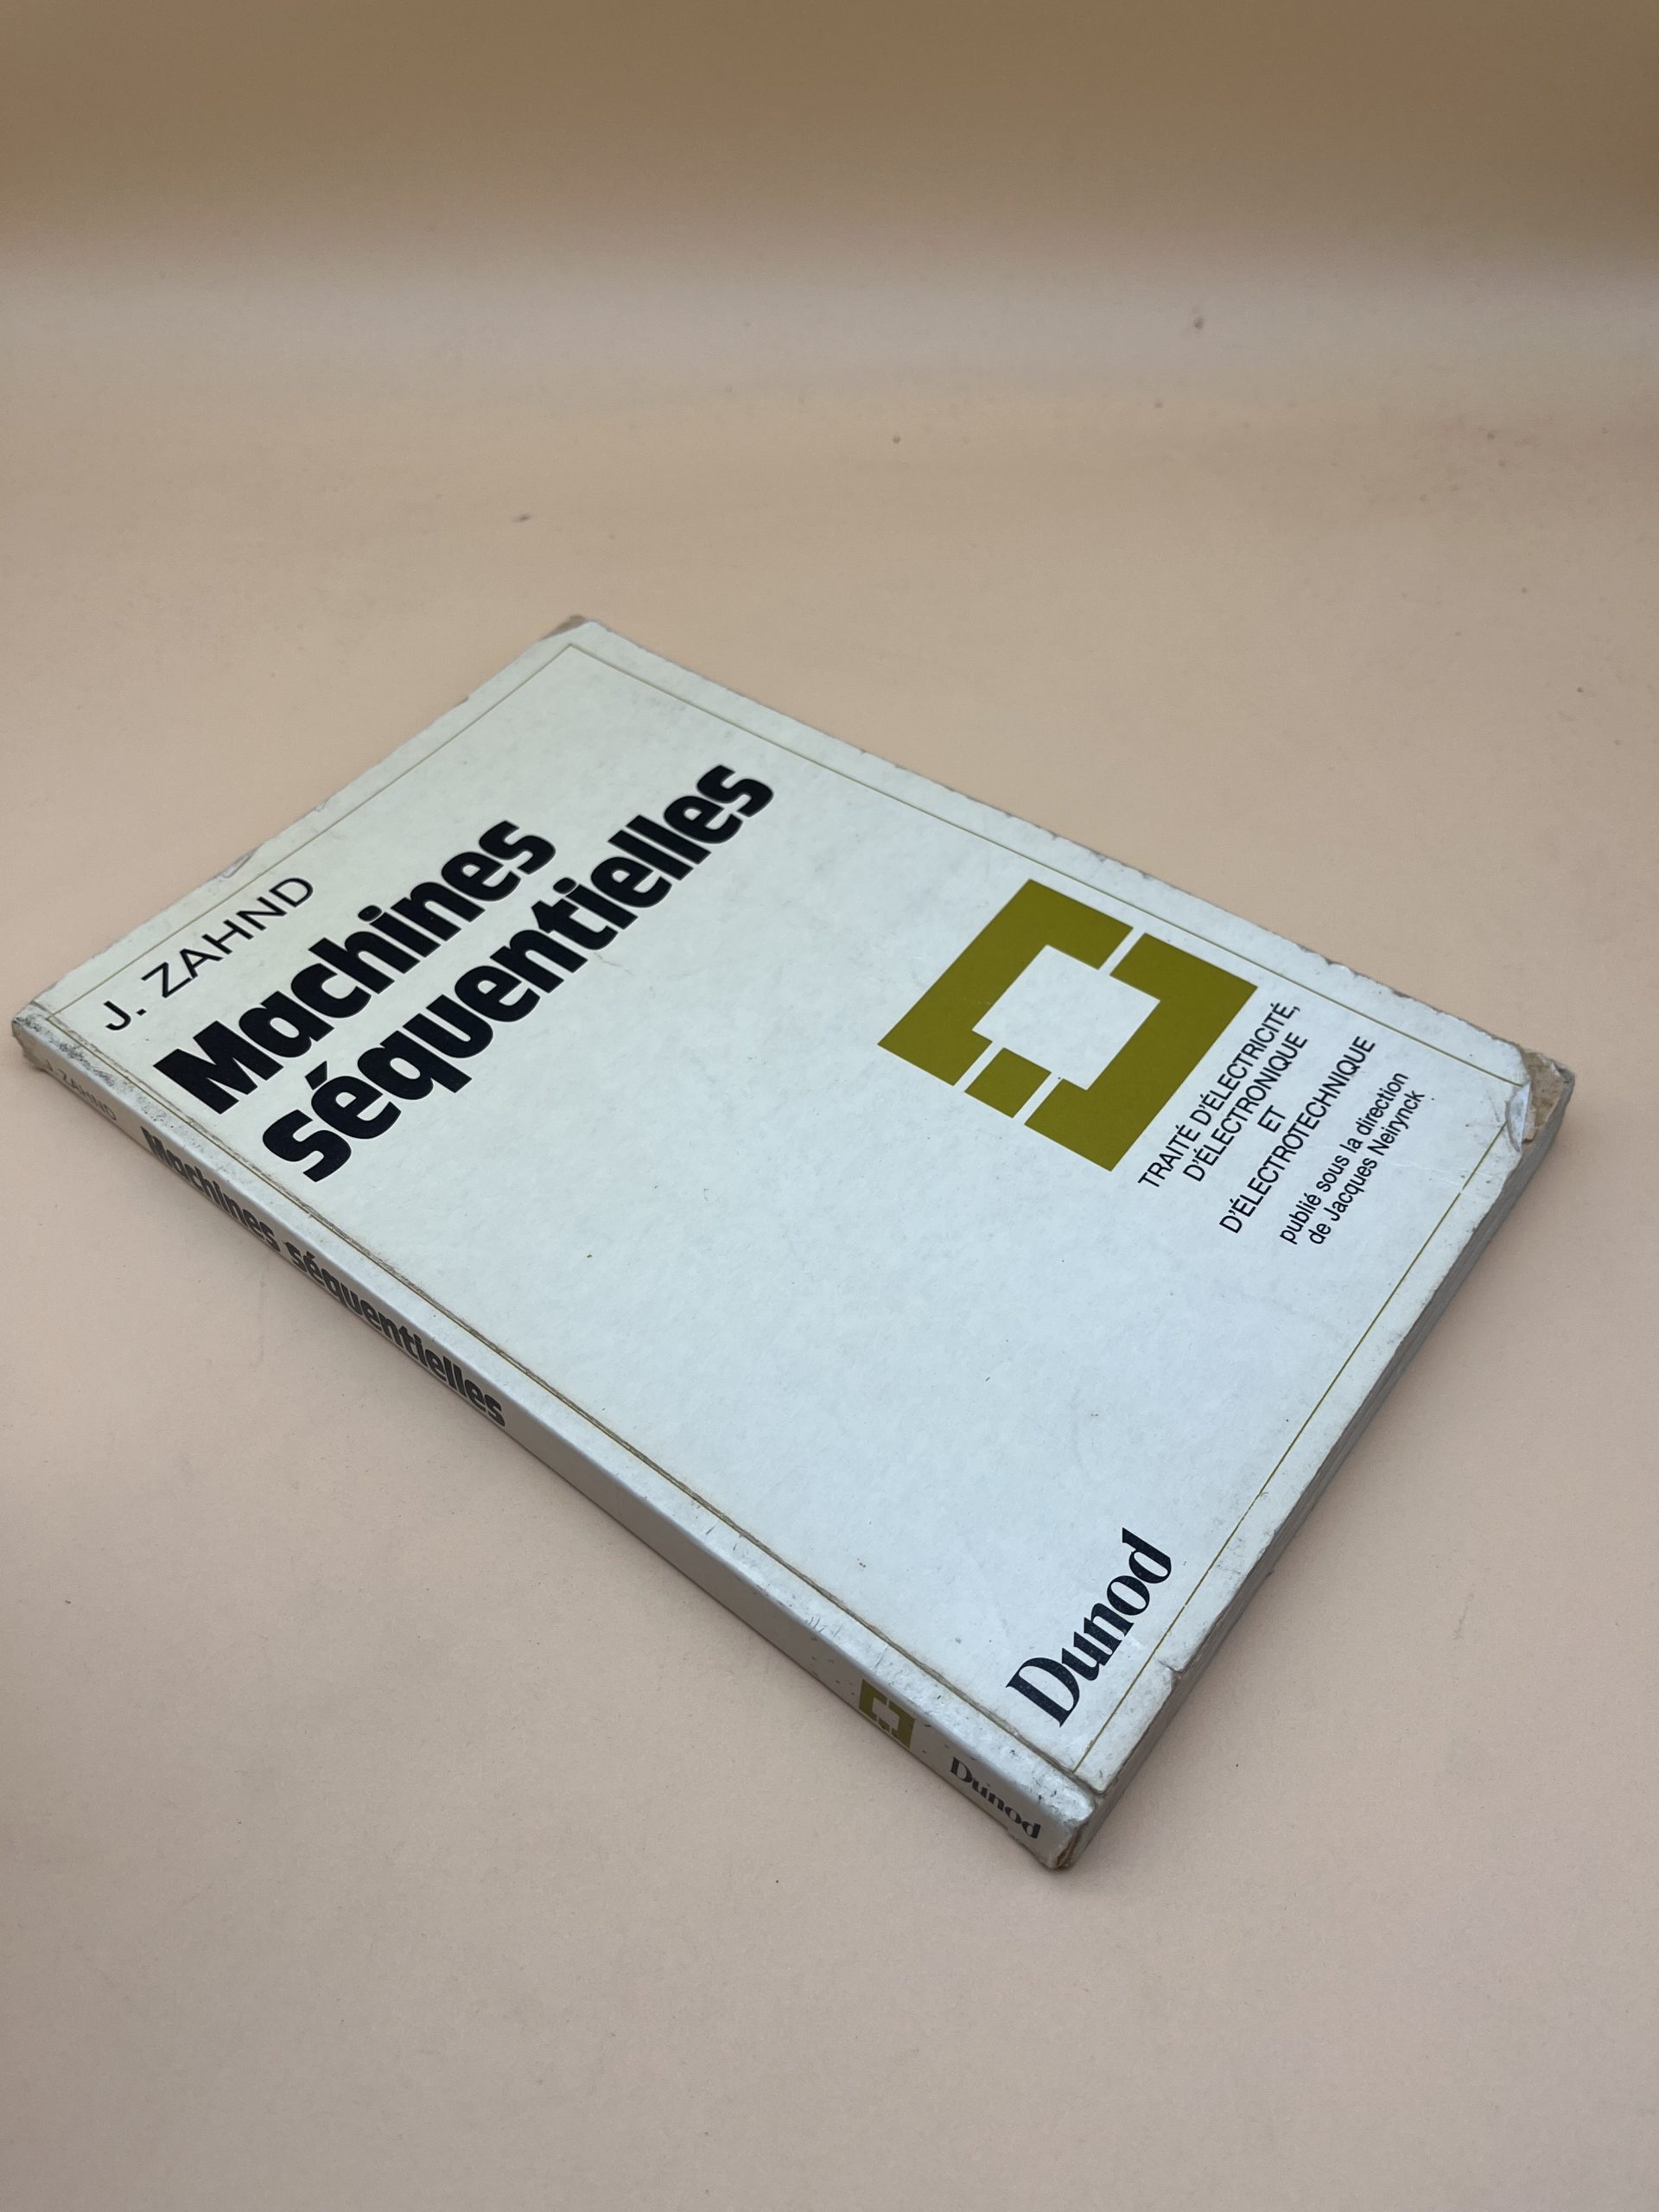 J. ZAHND
Machines
séquentielles
TRAITÉ D'ÉLECTRICITÉ,
D'ÉLECTRONIQUE
ET
D'ÉLECTROTECHNIQUE
publié sous la direction
de Jacques Neirynck
Dunod
J. ZAHND Machines séquentielles Dunod